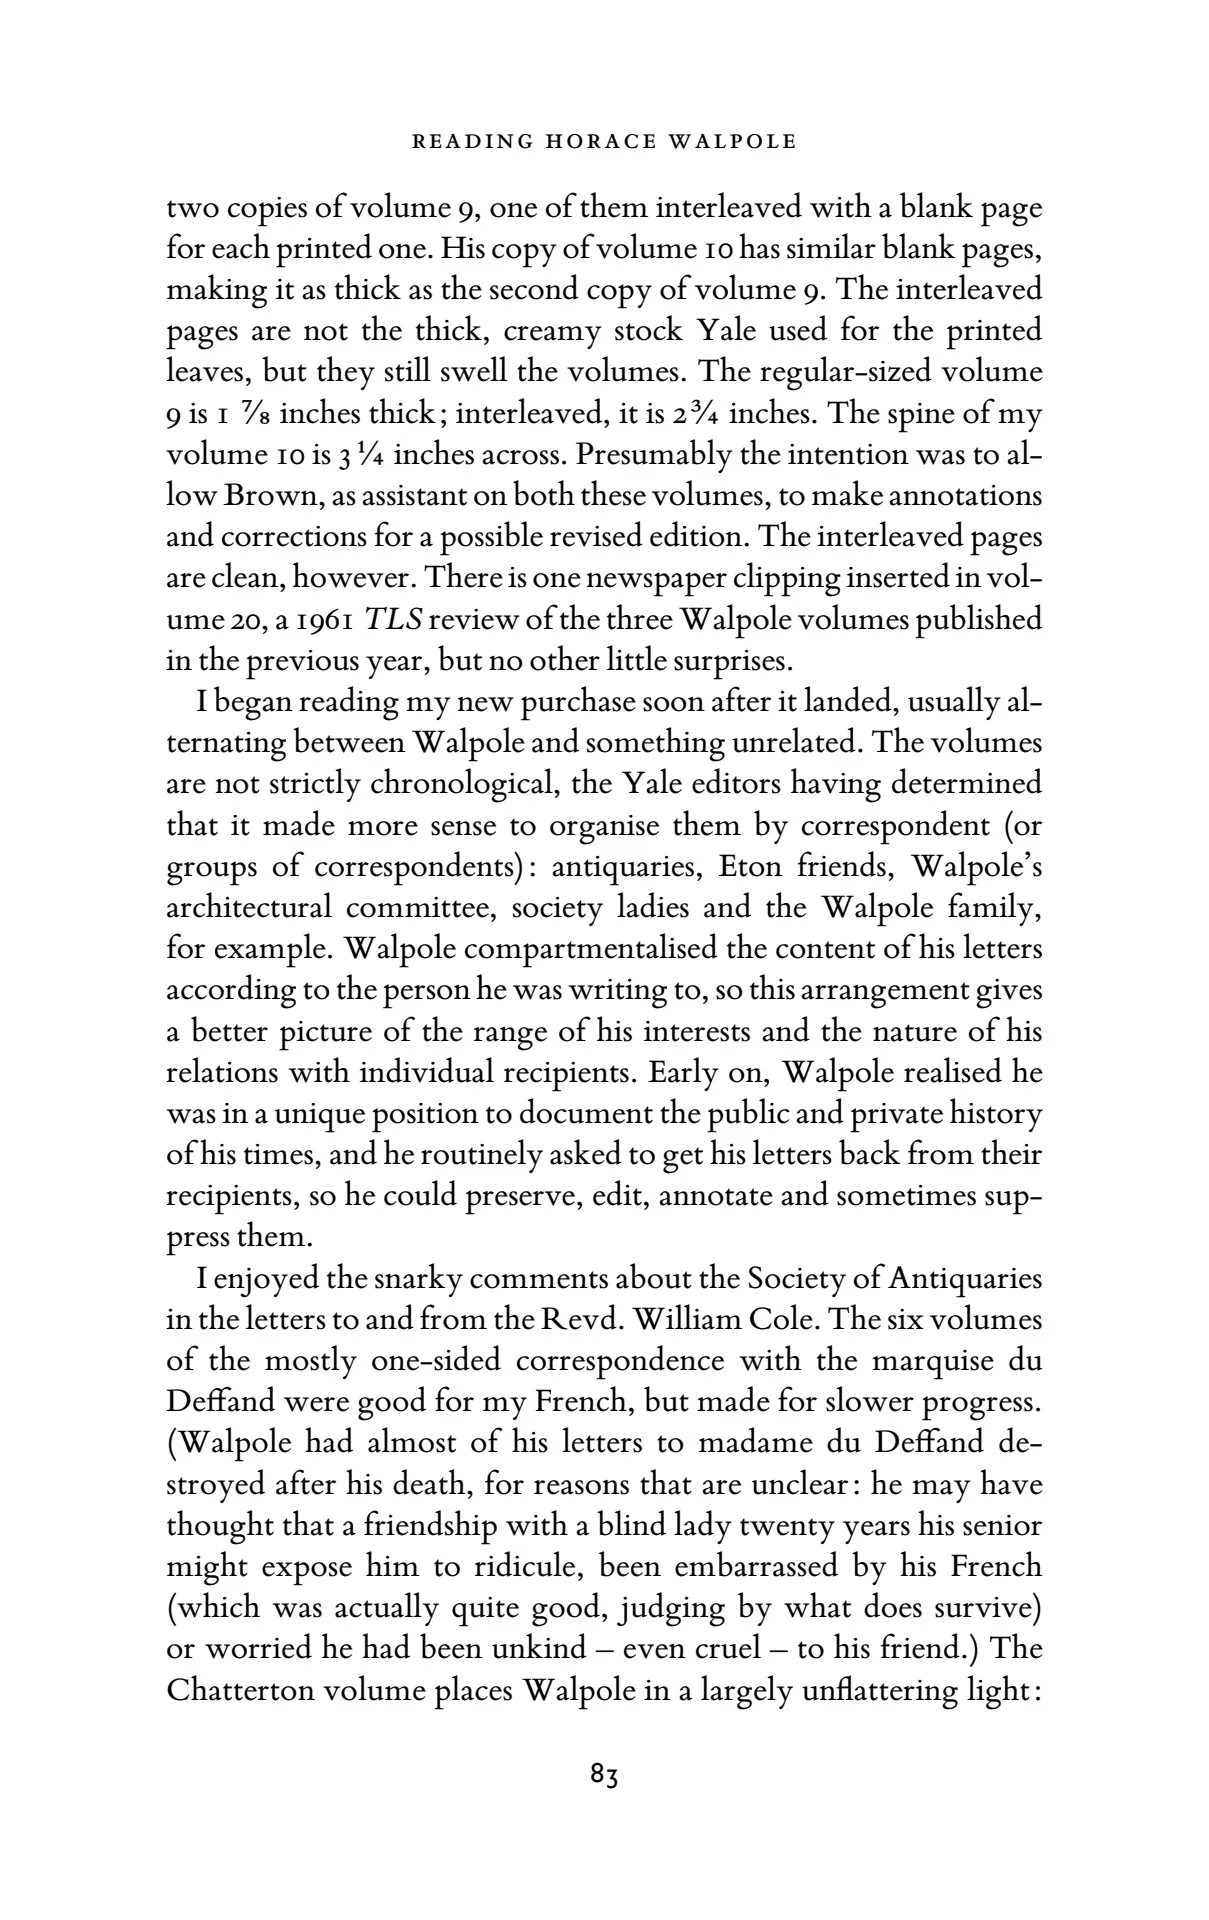 READING HORACE WALPOLE
two copies of volume 9, one of them interleaved with a blank page
for each printed one. His copy of volume 10 has similar blank pages,
making it as thick as the second copy of volume 9. The interleaved
pages are not the thick, creamy stock Yale used for the printed
leaves, but they still swell the volumes. The regular-sized volume
9 is 1 ⅞ inches thick; interleaved, it is 2¾ inches. The spine of my
volume 10 is 3¼ inches across. Presumably the intention was to al-
low Brown, as assistant on both these volumes, to make annotations
and corrections for a possible revised edition. The interleaved pages
are clean, however. There is one newspaper clipping inserted in vol-
ume 20, a 1961 TLS review of the three Walpole volumes published
in the previous year, but no other little surprises.
I began reading my new purchase soon after it landed, usually al-
ternating between Walpole and something unrelated. The volumes
are not strictly chronological, the Yale editors having determined
that it made more sense to organise them by correspondent (or
groups of correspondents): antiquaries, Eton friends, Walpole's
architectural committee, society ladies and the Walpole family,
for example. Walpole compartmentalised the content of his letters
according to the person he was writing to, so this arrangement gives
a better picture of the range of his interests and the nature of his
relations with individual recipients. Early on, Walpole realised he
was in a unique position to document the public and private history
of his times, and he routinely asked to get his letters back from their
recipients, so he could preserve, edit, annotate and sometimes sup-
press them.
I enjoyed the snarky comments about the Society of Antiquaries
in the letters to and from the Revd. William Cole. The six volumes
of the mostly one-sided correspondence with the marquise du
Deffand were good for my French, but made for slower progress.
(Walpole had almost of his letters to madame du Deffand de-
stroyed after his death, for reasons that are unclear: he may have
thought that a friendship with a blind lady twenty years his senior
might expose him to ridicule, been embarrassed by his French
(which was actually quite good, judging by what does survive)
or worried he had been unkind – even cruel – to his friend.) The
Chatterton volume places Walpole in a largely unflattering light:
83